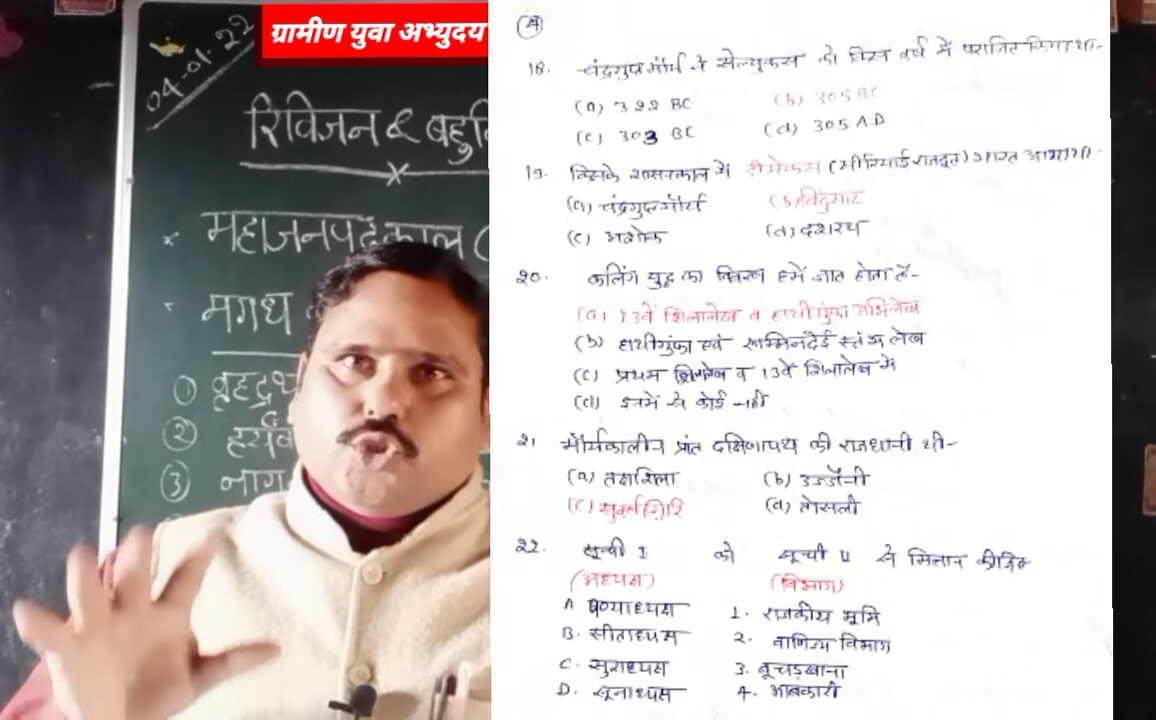 ग्रामीण युवा अभ्युदय
04-01-22
रिविजन & बहुवि
महाजनपदकाल (
मगध
① बृहद्रथ
② हर्यंक
③ नाग
(A)
18. चंद्रगुप्त मौर्य ने सेल्युकस को किस वर्ष में पराजित किया था-
(a) 322 BC (b) 305 BC
(c) 303 BC (d) 305 A.D
19. किसके शासनकाल में डीमेकस (सीरियाई राजदूत) भारत आया था-
(a) चंद्रगुप्त मौर्य (b) बिंदुसार
(c) अशोक (d) दशरथ
20. कलिंग युद्ध का विवरण हमें ज्ञात होता है-
(a) 13वें शिलालेख व हाथीगुंफा अभिलेख
(b) हाथीगुंफा एवं रूम्मिनदेई स्तंभ लेख
(c) प्रथम शिलालेख व 13वें शिलालेख में
(d) इनमें से कोई नहीं
21 मौर्यकालीन प्रांत दक्षिणापथ की राजधानी थी-
(a) तक्षशिला (b) उज्जैनी
(c) सुवर्णगिरि (d) तोसली
22. सूची I को सूची II से मिलान कीजिए
(अध्यक्ष) (विभाग)
A पण्याध्यक्ष 1. राजकीय भूमि
B. सीताध्यक्ष 2. वाणिज्य विभाग
C. सुराध्यक्ष 3. बूचड़खाना
D. सूनाध्यक्ष 4. आबकारी